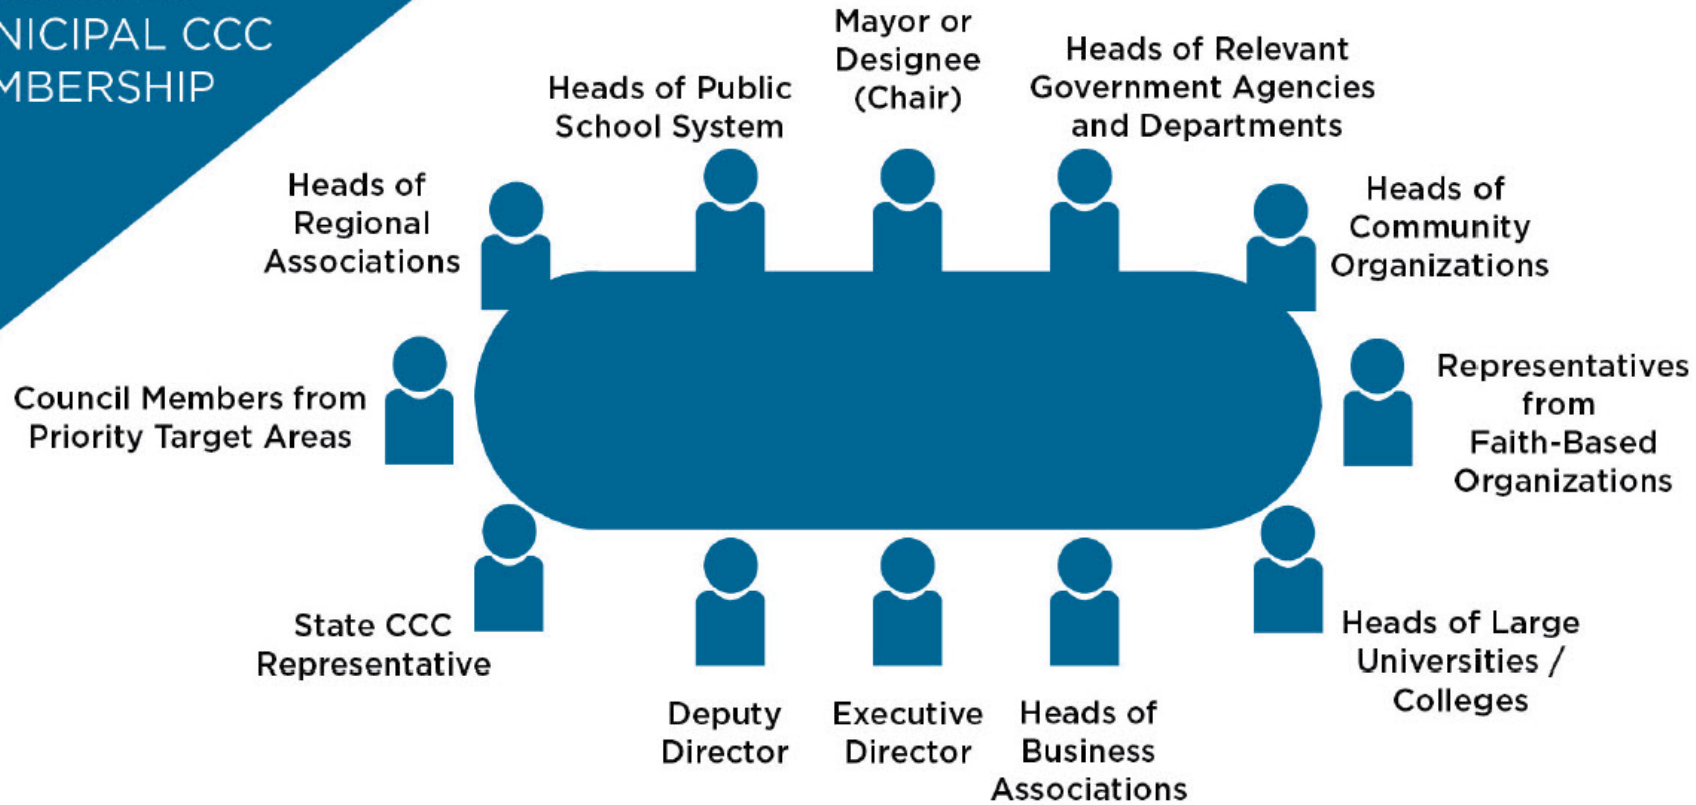 NICIPAL CCC
MBERSHIP
Mayor or
Designee
(Chair)
Heads of Relevant
Government Agencies
and Departments
Heads of Public
School System
Heads of
Regional
Associations
Heads of
Community
Organizations
Council Members from
Priority Target Areas
Representatives
from
Faith-Based
Organizations
State CCC
Representative
Deputy
Director
Executive
Director
Heads of
Business
Associations
Heads of Large
Universities /
Colleges